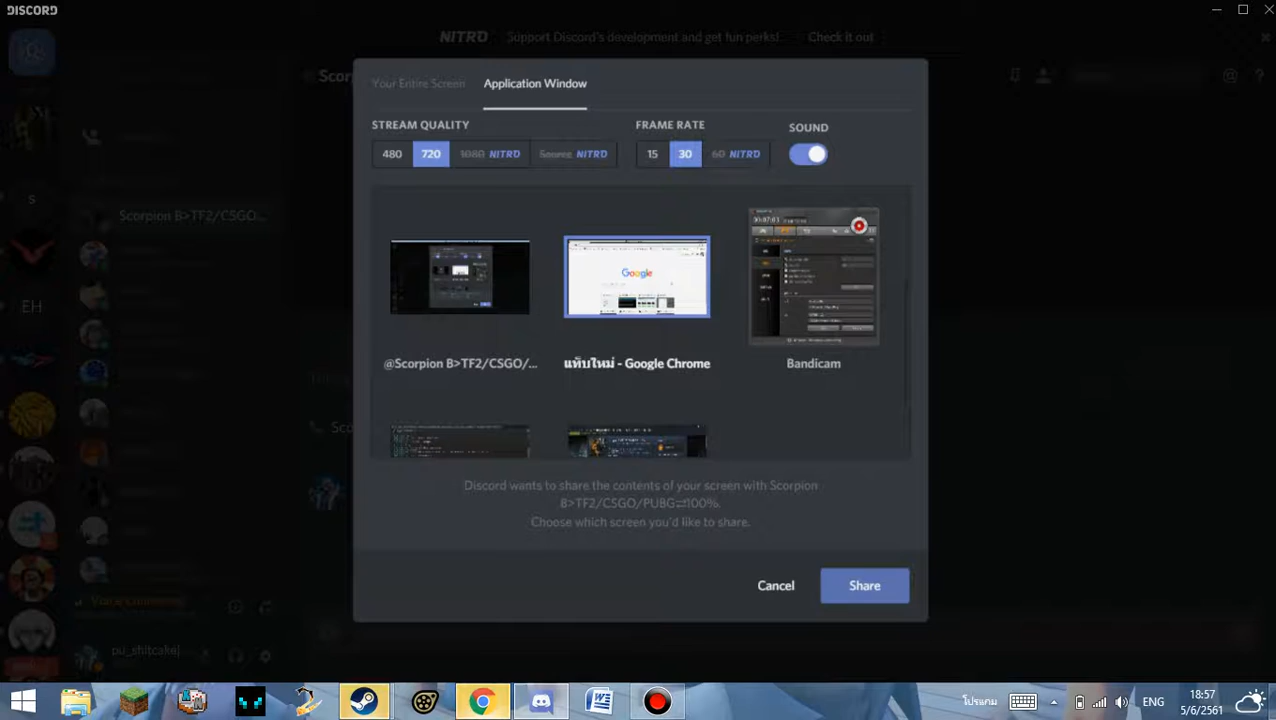 DISCORD
NITRO Support Discord's development and get fun perks! Check it out
Your Entire Screen
Application Window
STREAM QUALITY
FRAME RATE
SOUND
480
720
1080 NITRO
Source NITRO
15
30
60 NITRO
Google
@Scorpion B>TF2/CSGO/...
แท็บใหม่ - Google Chrome
Bandicam
Discord wants to share the contents of your screen with Scorpion
B>TF2/CSGO/PUBG⇄100%.
Choose which screen you'd like to share.
Cancel
Share
Scorpion B>TF2/CSGO...
S
EH
Voice Connected
pu_shitcakej
โปรแกม
ENG
18:57
5/6/2561